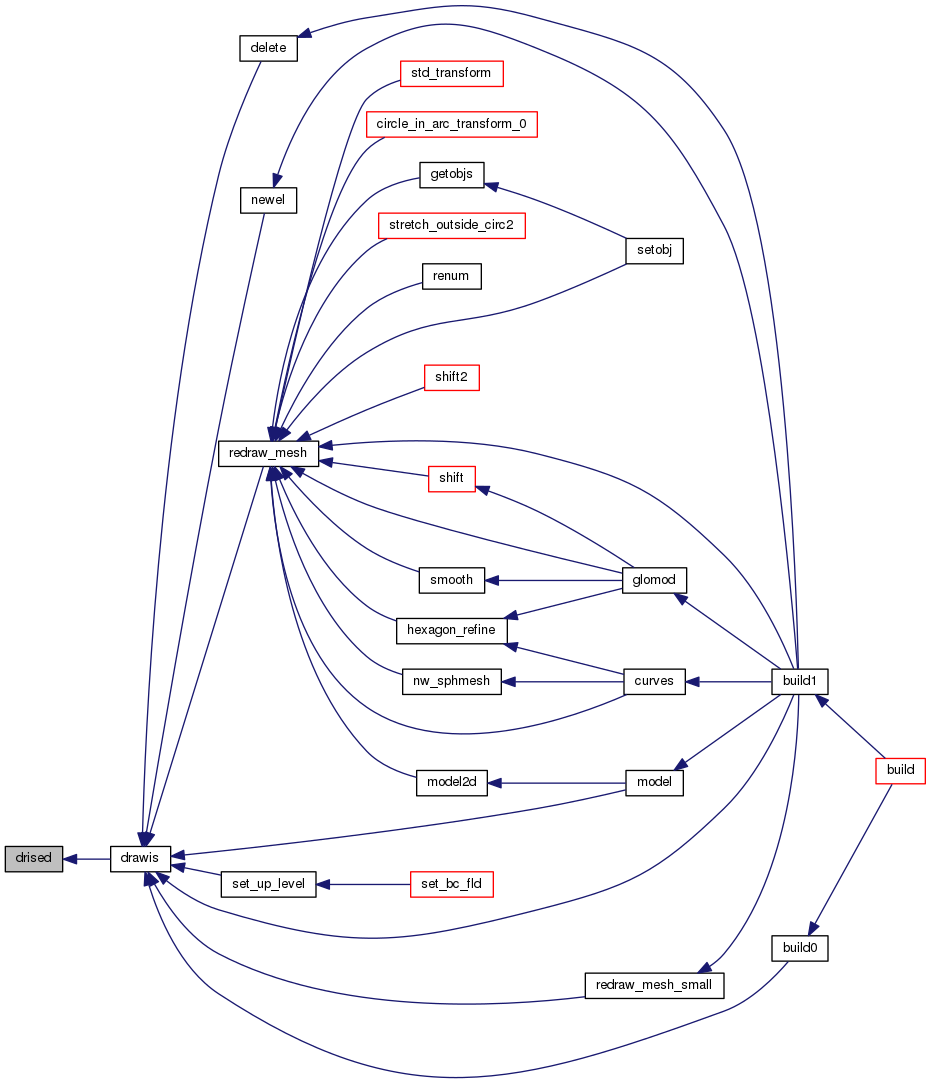 delete
std_transform
circle_in_arc_transform_0
getobjs
newel
stretch_outside_circ2
setobj
renum
shift2
redraw_mesh
shift
smooth
glomod
hexagon_refine
nw_sphmesh
curves
build1
build
model2d
model
drised
drawis
set_up_level
set_bc_fld
build0
redraw_mesh_small